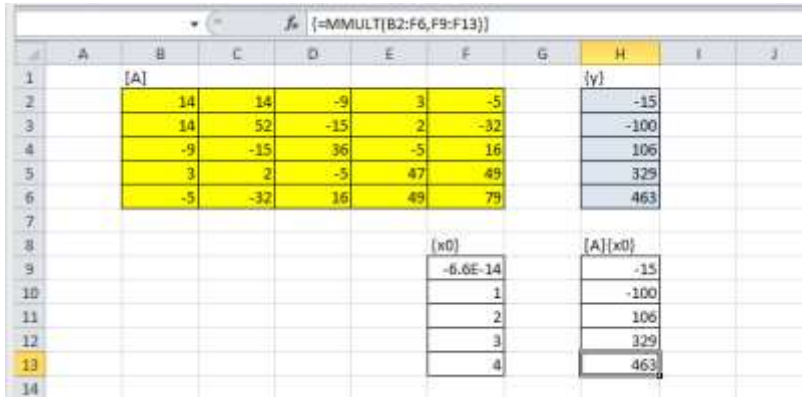 fx {=MMULT(B2:F6,F9:F13)}
A B C D E F G H I J
1 [A] {y}
2 14 14 -9 3 -5 -15
3 14 52 -15 2 -32 -100
4 -9 -15 36 -5 16 106
5 3 2 -5 47 49 329
6 -5 -32 16 49 79 463
7
8 {x0} [A]{x0}
9 -6.6E-14 -15
10 1 -100
11 2 106
12 3 329
13 4 463
14